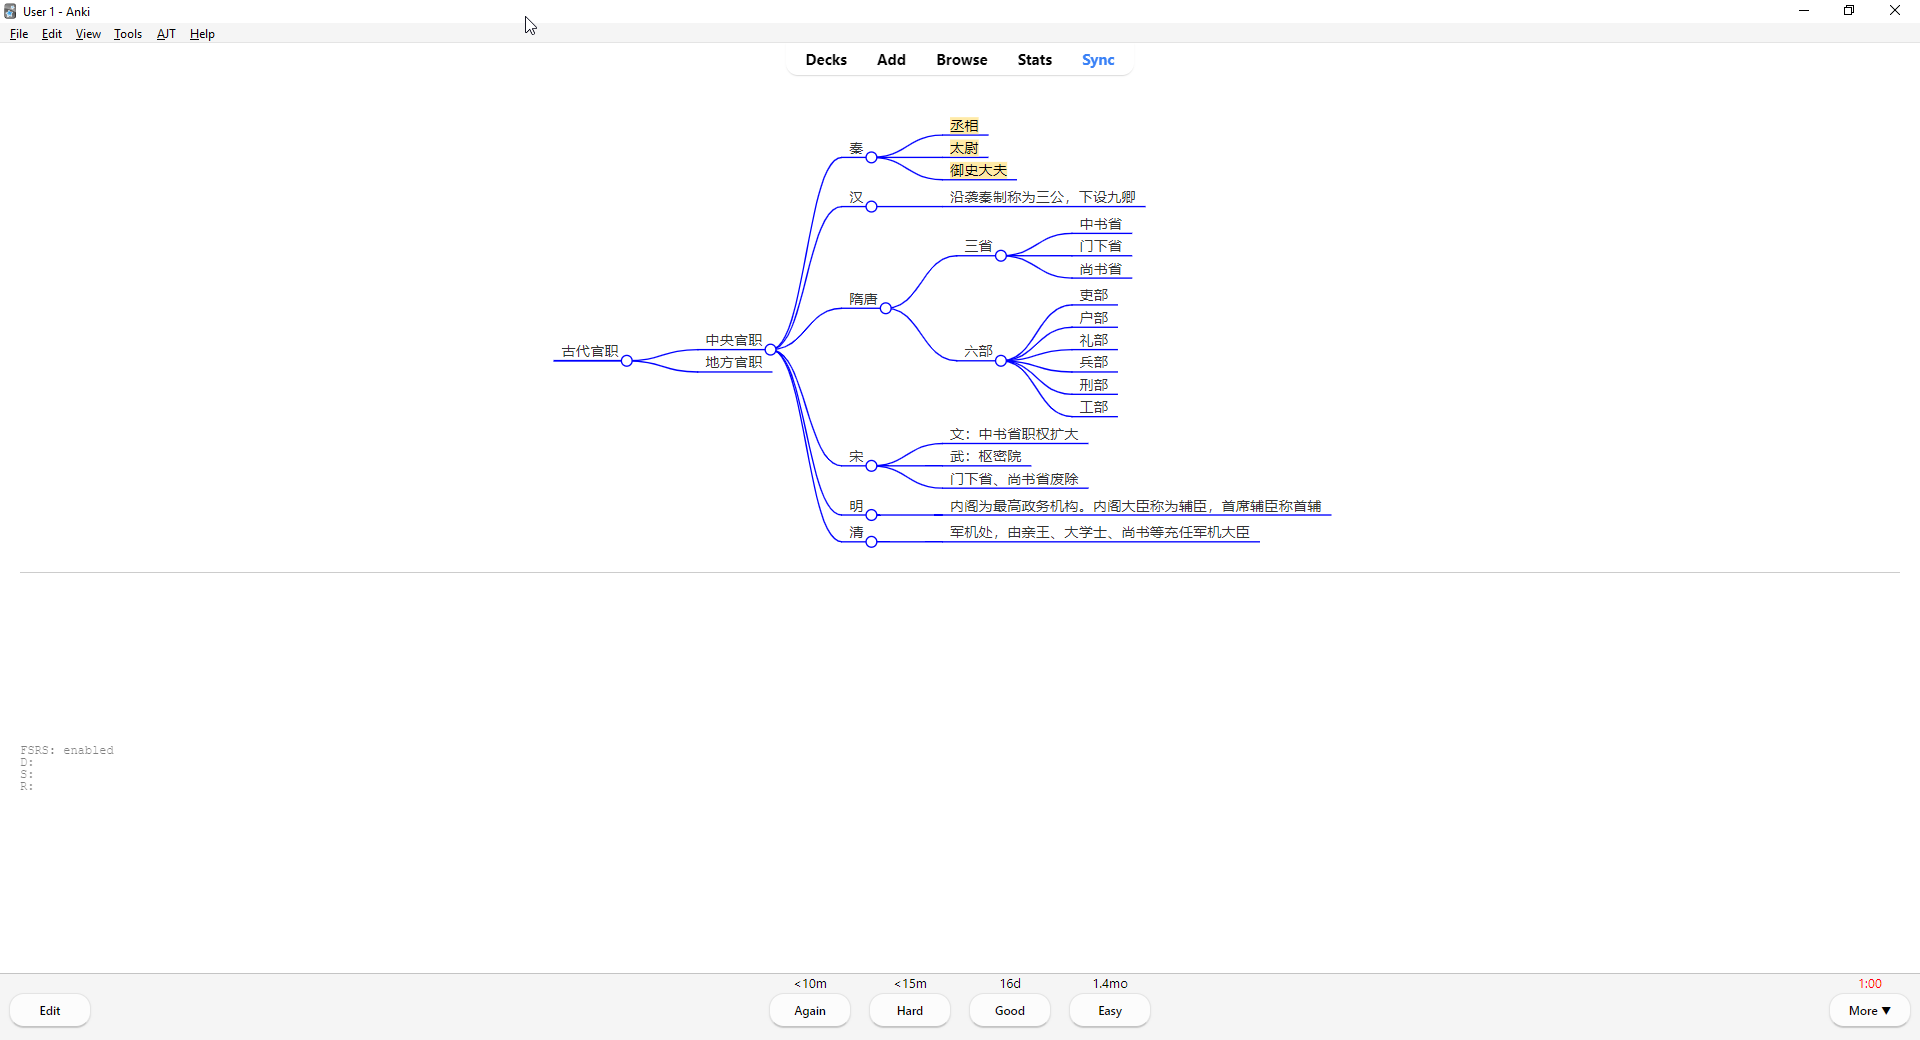 User 1 - Anki
File Edit View Tools AJT Help
Decks Add Browse Stats Sync
古代官职
中央官职
地方官职
秦
丞相
太尉
御史大夫
汉
沿袭秦制称为三公，下设九卿
隋唐
三省
中书省
门下省
尚书省
六部
吏部
户部
礼部
兵部
刑部
工部
宋
文：中书省职权扩大
武：枢密院
门下省、尚书省废除
明
内阁为最高政务机构。内阁大臣称为辅臣，首席辅臣称首辅
清
军机处，由亲王、大学士、尚书等充任军机大臣
FSRS: enabled
D:
S:
R:
<10m <15m 16d 1.4mo 1:00
Edit Again Hard Good Easy More ▼